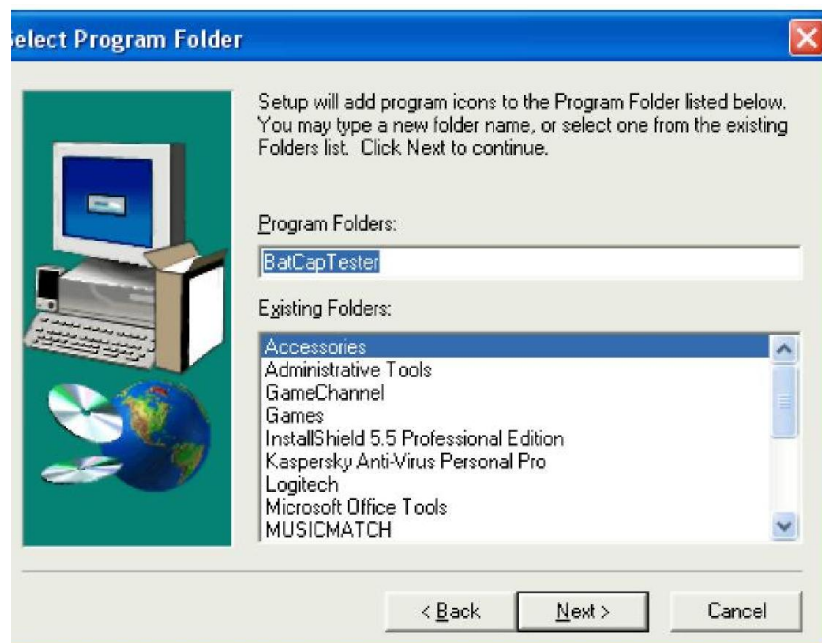 elect Program Folder
Setup will add program icons to the Program Folder listed below.
You may type a new folder name, or select one from the existing
Folders list. Click Next to continue.
Program Folders:
BatCapTester
Existing Folders:
Accessories
Administrative Tools
GameChannel
Games
InstallShield 5.5 Professional Edition
Kaspersky Anti-Virus Personal Pro
Logitech
Microsoft Office Tools
MUSICMATCH
< Back
Next >
Cancel